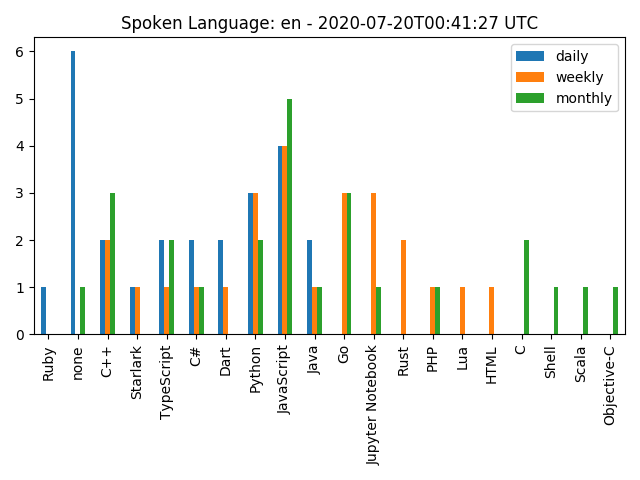 Spoken Language: en - 2020-07-20T00:41:27 UTC
daily
weekly
monthly
6
5
4
3
2
1
0
Ruby
none
C++
Starlark
TypeScript
C#
Dart
Python
JavaScript
Java
Go
Jupyter Notebook
Rust
PHP
Lua
HTML
C
Shell
Scala
Objective-C